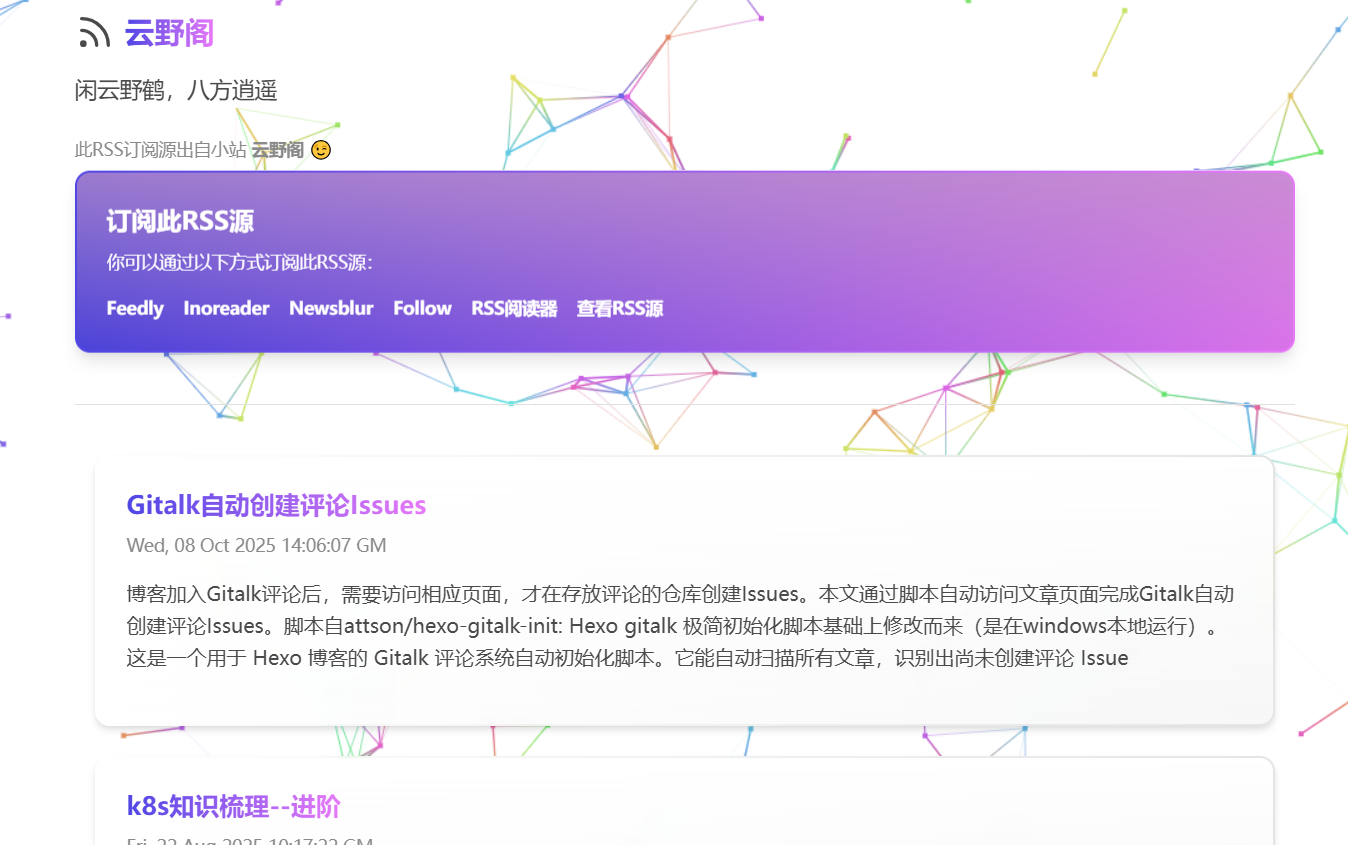 云野阁
闲云野鹤，八方逍遥
此RSS订阅源出自小站 云野阁 😉
订阅此RSS源
你可以通过以下方式订阅此RSS源：
Feedly Inoreader Newsblur Follow RSS阅读器 查看RSS源
Gitalk自动创建评论Issues
Wed, 08 Oct 2025 14:06:07 GM
博客加入Gitalk评论后，需要访问相应页面，才在存放评论的仓库创建Issues。本文通过脚本自动访问文章页面完成Gitalk自动
创建评论Issues。脚本自attson/hexo-gitalk-init: Hexo gitalk 极简初始化脚本基础上修改而来（是在windows本地运行）。
这是一个用于 Hexo 博客的 Gitalk 评论系统自动初始化脚本。它能自动扫描所有文章，识别出尚未创建评论 Issue
k8s知识梳理--进阶
Fri, 22 Aug 2025 10:17:22 GM